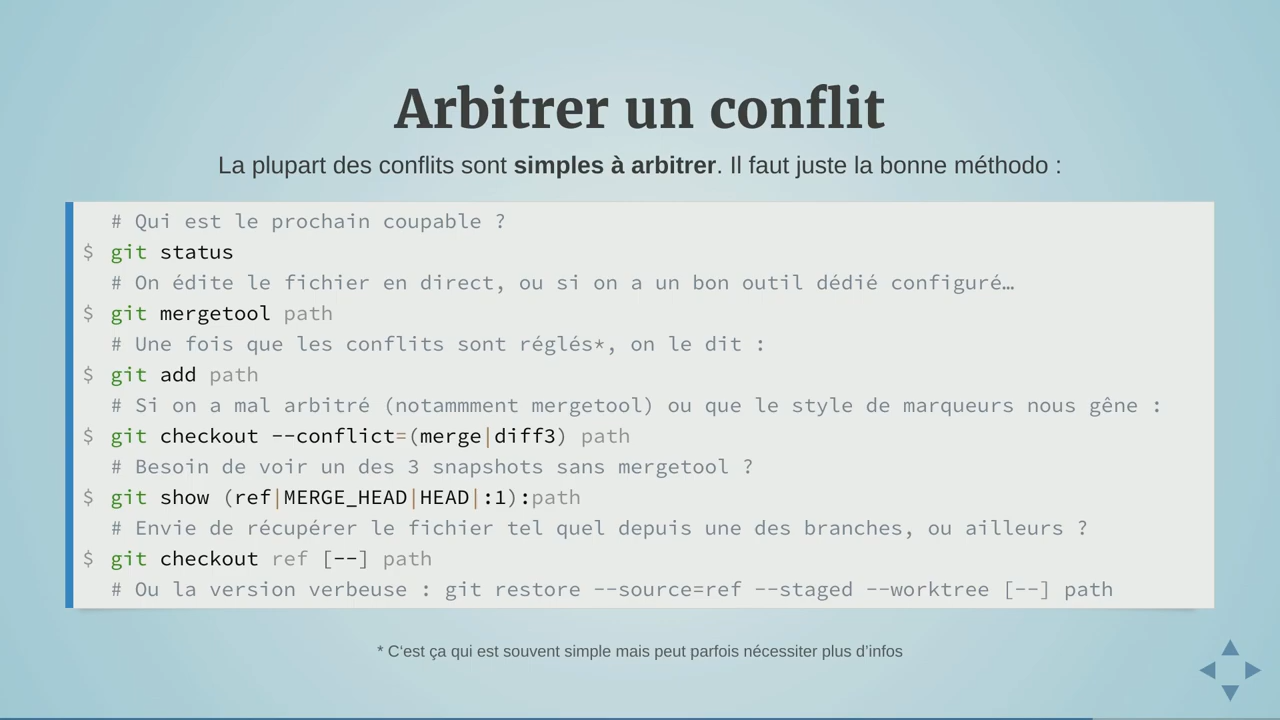 Arbitrer un conflit
La plupart des conflits sont simples à arbitrer. Il faut juste la bonne méthodo :
# Qui est le prochain coupable ?
$ git status
# On édite le fichier en direct, ou si on a un bon outil dédié configuré…
$ git mergetool path
# Une fois que les conflits sont réglés*, on le dit :
$ git add path
# Si on a mal arbitré (notammment mergetool) ou que le style de marqueurs nous gêne :
$ git checkout --conflict=(merge|diff3) path
# Besoin de voir un des 3 snapshots sans mergetool ?
$ git show (ref|MERGE_HEAD|HEAD|:1):path
# Envie de récupérer le fichier tel quel depuis une des branches, ou ailleurs ?
$ git checkout ref [--] path
# Ou la version verbeuse : git restore --source=ref --staged --worktree [--] path
* C'est ça qui est souvent simple mais peut parfois nécessiter plus d'infos